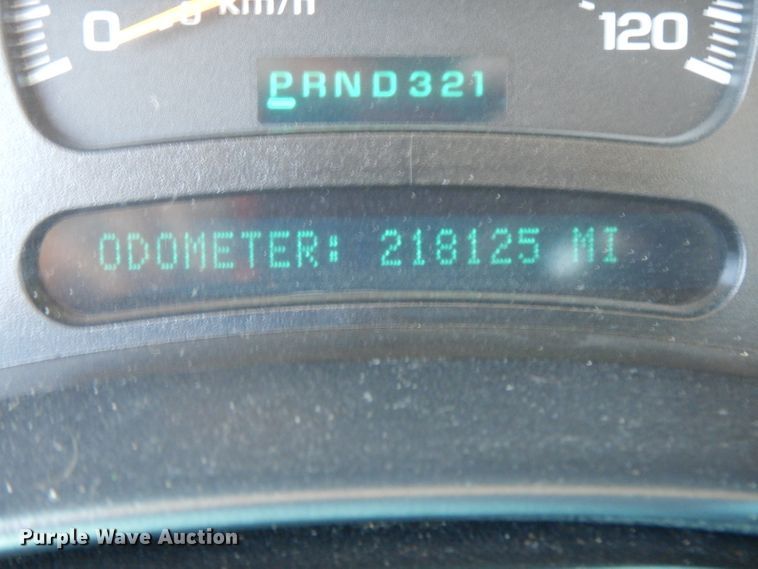 km/h
0 120
PRND321
ODOMETER: 218125 MI
Purple Wave Auction